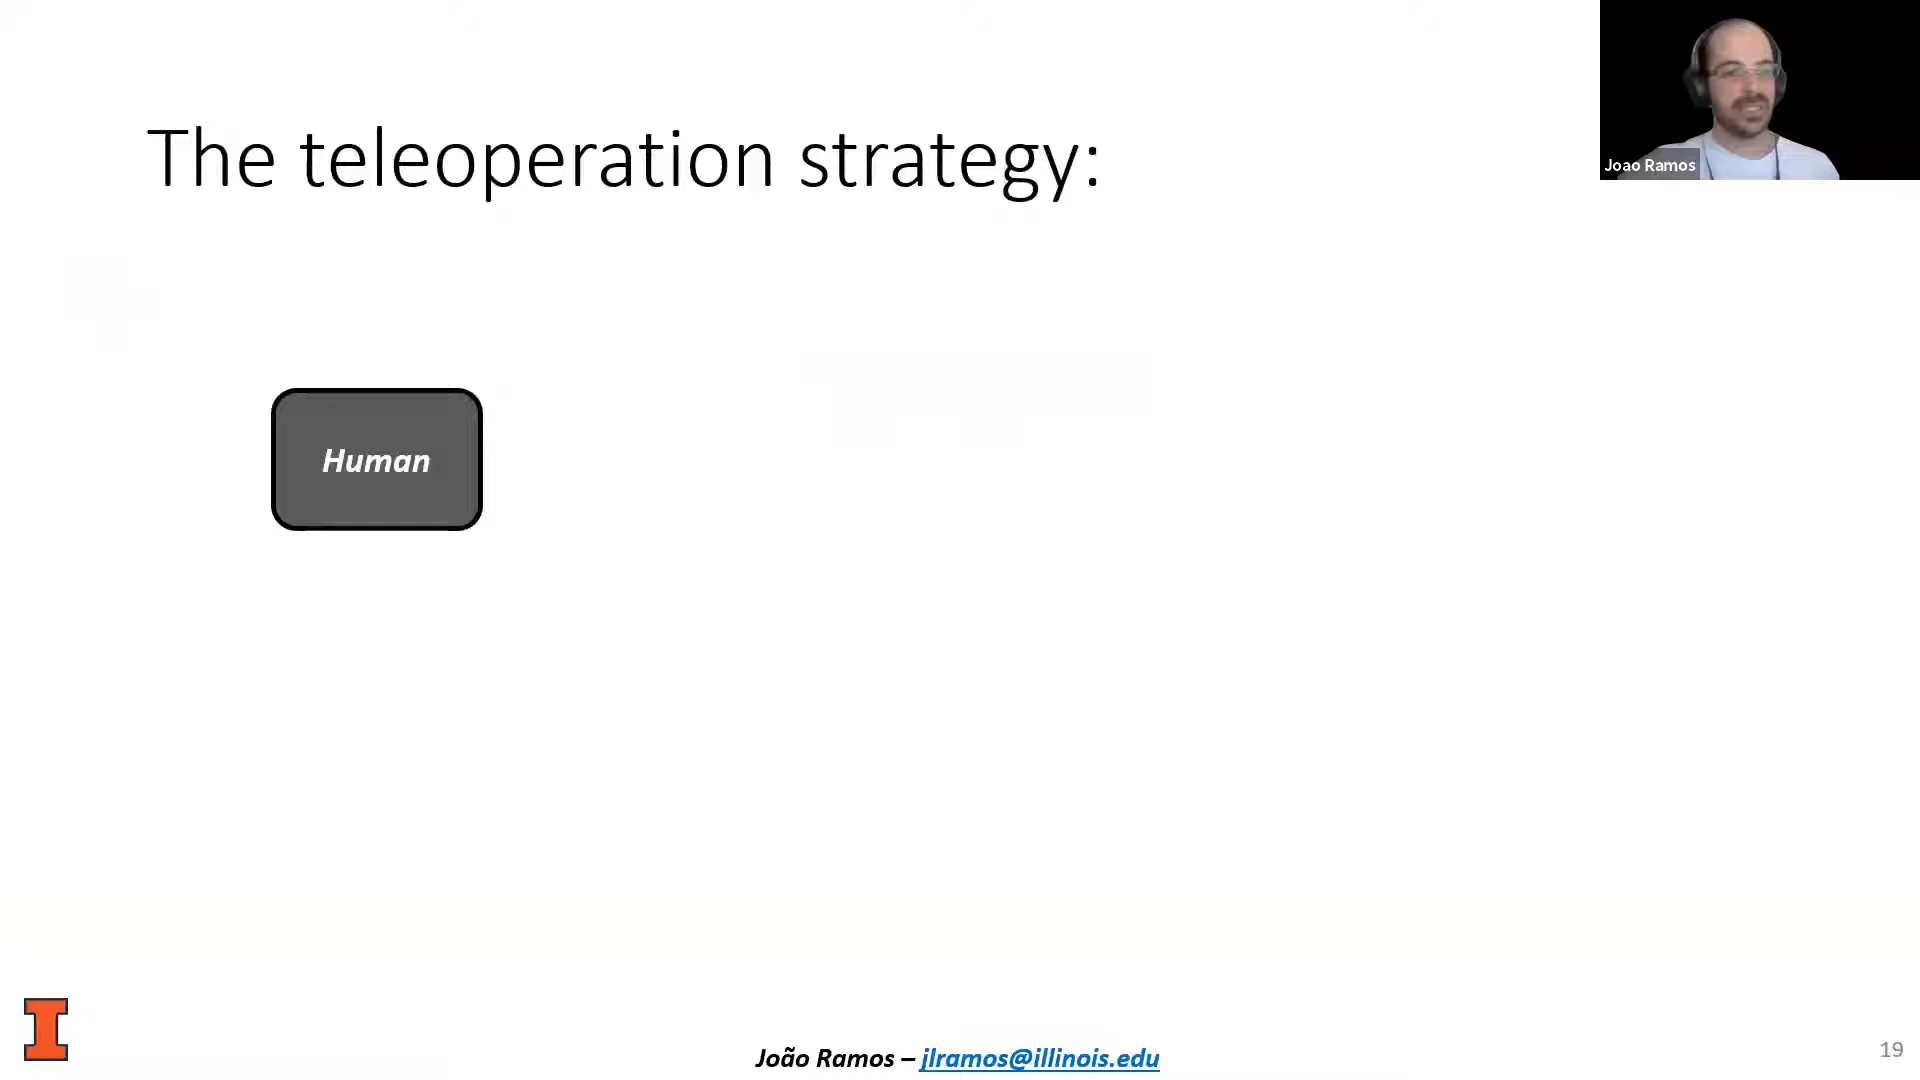 The teleoperation strategy:
Joao Ramos
Human
João Ramos – jlramos@illinois.edu
19